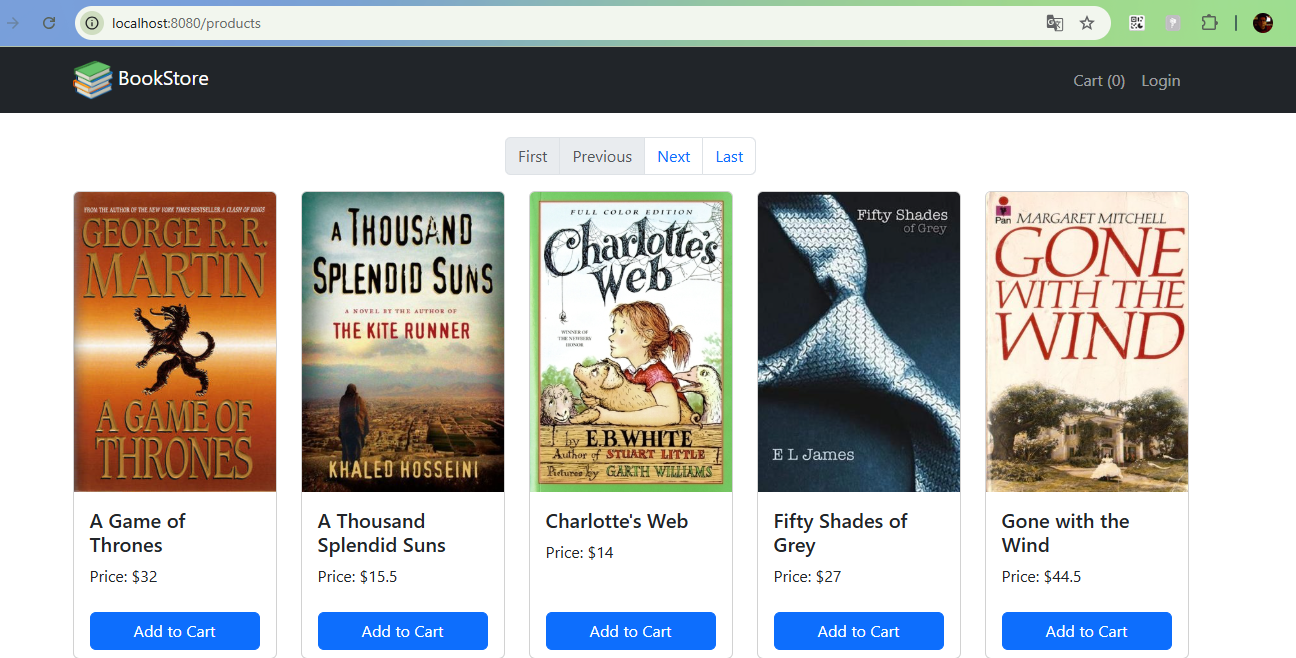 localhost:8080/products
BookStore
Cart (0)
Login
First
Previous
Next
Last
FROM THE AUTHOR OF THE NEW YORK TIMES BESTSELLER A CLASH OF KINGS
GEORGE R. R.
MARTIN
A GAME OF
THRONES
A THOUSAND
SPLENDID SUNS
A NOVEL BY THE AUTHOR OF
THE KITE RUNNER
KHALED HOSSEINI
FULL COLOR EDITION
Charlotte's
Web
WINNER OF
THE NEWBERY
HONOR
by E.B. WHITE
Author of STUART LITTLE
Pictures by GARTH WILLIAMS
Fifty Shades
of Grey
E L James
Pan
MARGARET MITCHELL
GONE
WITH THE
WIND
A Game of
Thrones
Price: $32
Add to Cart
A Thousand
Splendid Suns
Price: $15.5
Add to Cart
Charlotte's Web
Price: $14
Add to Cart
Fifty Shades of
Grey
Price: $27
Add to Cart
Gone with the
Wind
Price: $44.5
Add to Cart